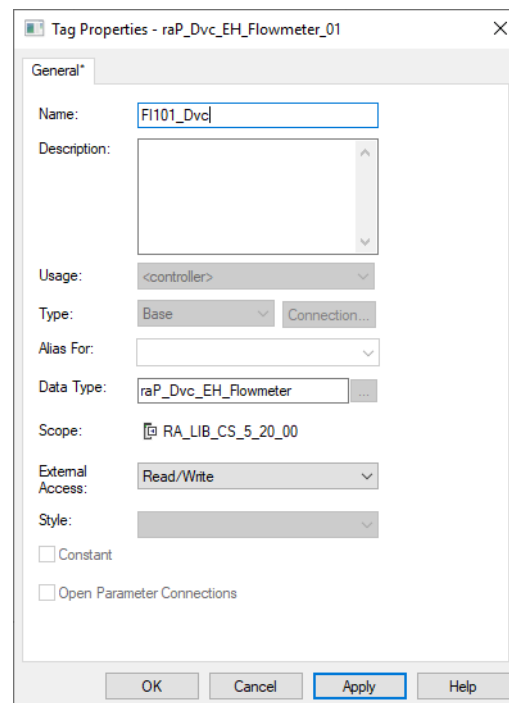 Tag Properties - raP_Dvc_EH_Flowmeter_01
General*
Name: FI101_Dvc
Description:
Usage: <controller>
Type: Base Connection...
Alias For:
Data Type: raP_Dvc_EH_Flowmeter ...
Scope: RA_LIB_CS_5_20_00
External
Access: Read/Write
Style:
Constant
Open Parameter Connections
OK Cancel Apply Help